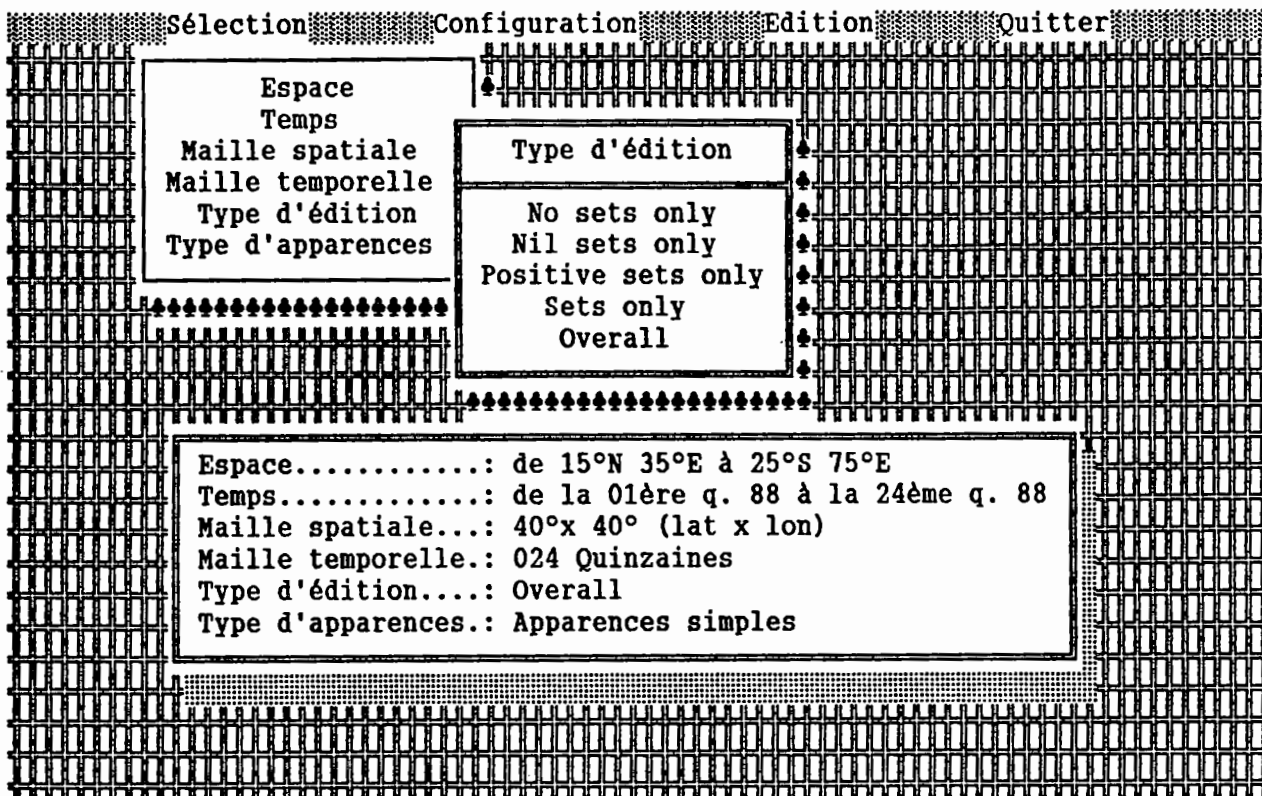 Sélection Configuration Edition Quitter
Espace
Temps
Maille spatiale
Maille temporelle
Type d'édition
Type d'apparences
Type d'édition
No sets only
Nil sets only
Positive sets only
Sets only
Overall
Espace............: de 15°N 35°E à 25°S 75°E
Temps.............: de la 01ère q. 88 à la 24ème q. 88
Maille spatiale...: 40°x 40° (lat x lon)
Maille temporelle.: 024 Quinzaines
Type d'édition....: Overall
Type d'apparences.: Apparences simples